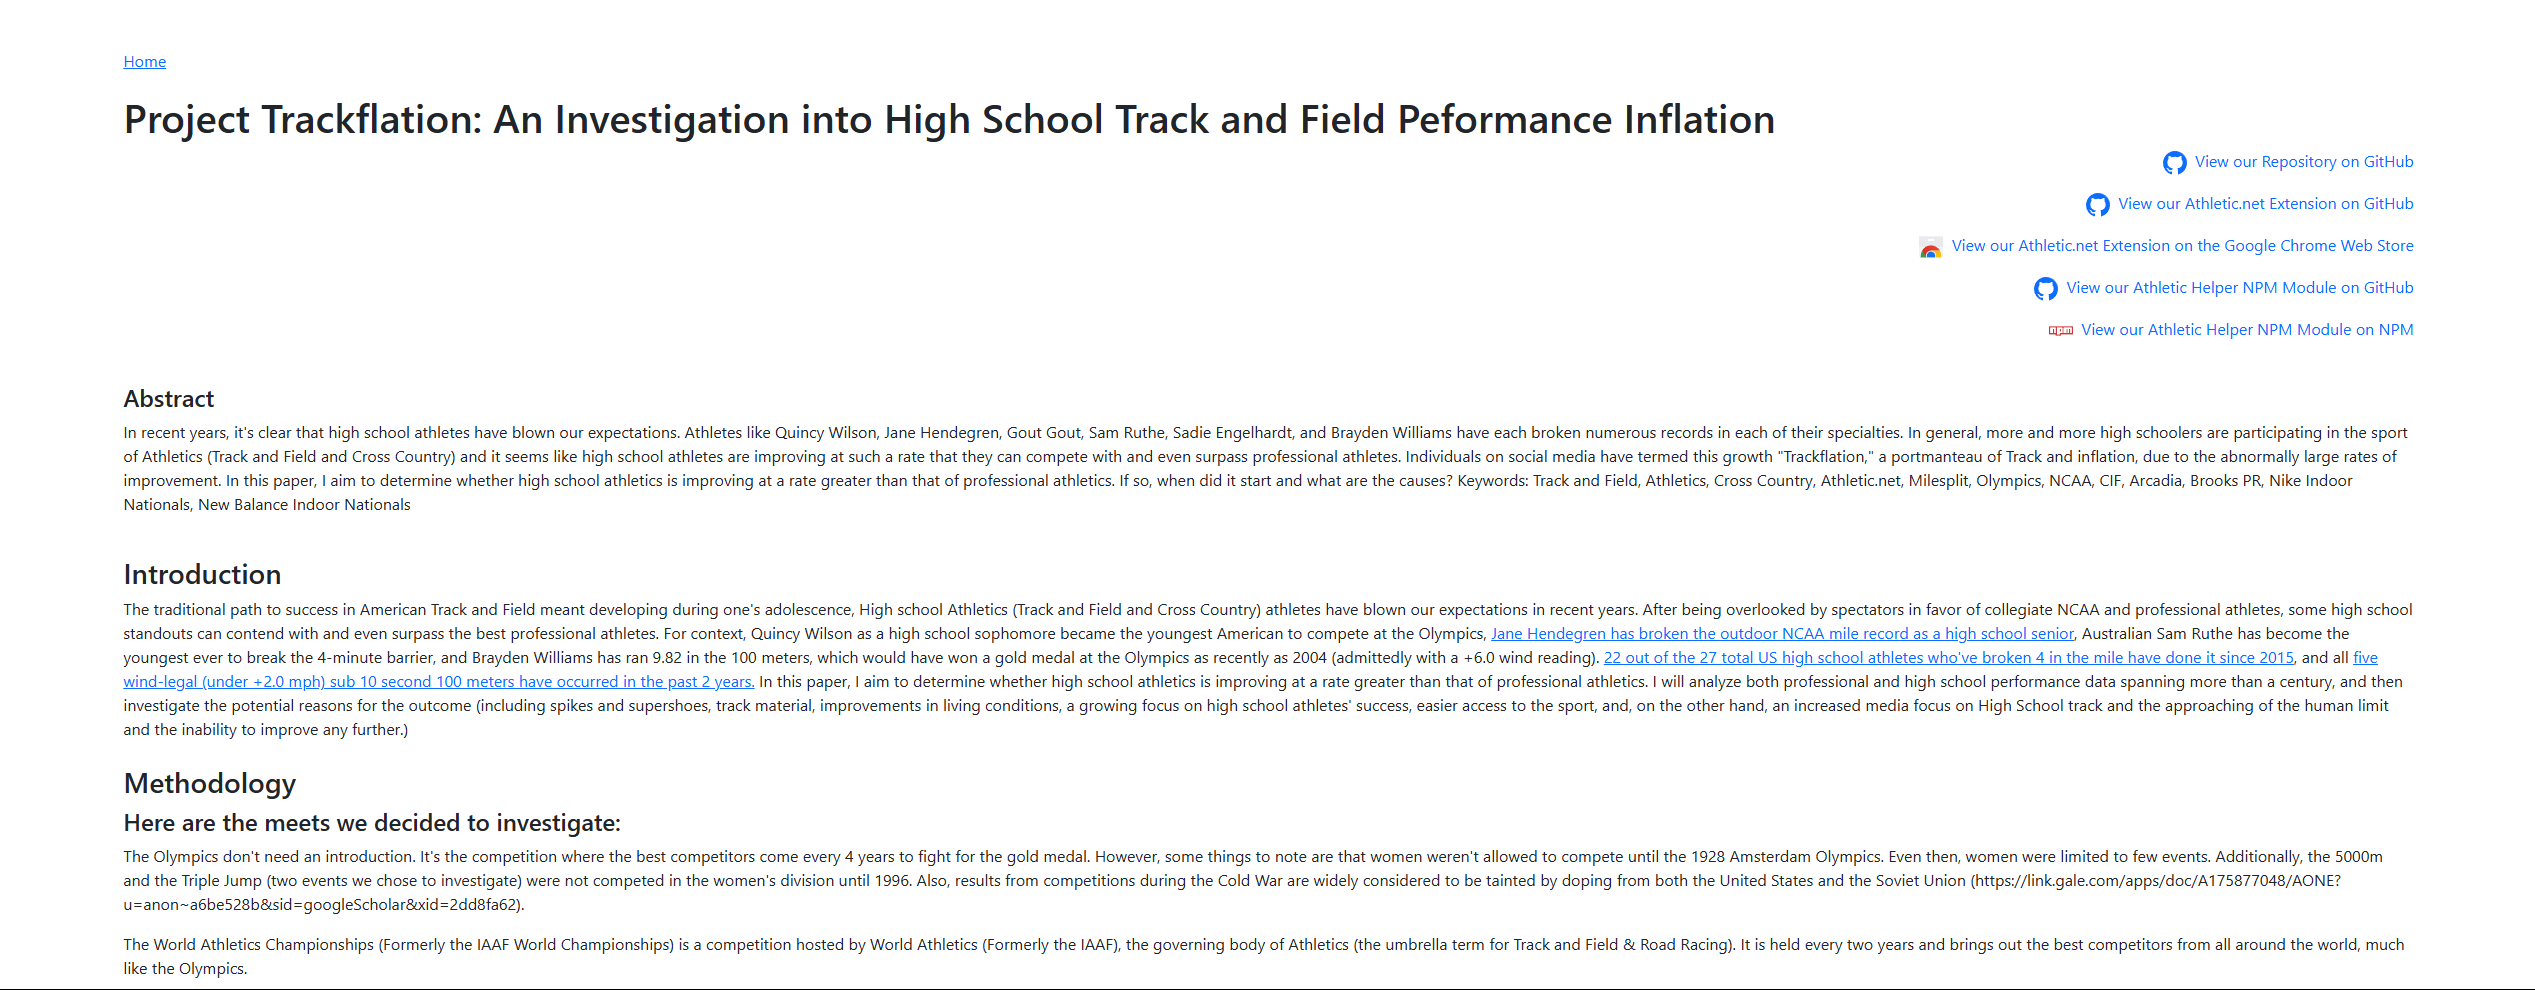 Home
Project Trackflation: An Investigation into High School Track and Field Peformance Inflation
View our Repository on GitHub
View our Athletic.net Extension on GitHub
View our Athletic.net Extension on the Google Chrome Web Store
View our Athletic Helper NPM Module on GitHub
npm View our Athletic Helper NPM Module on NPM
Abstract
In recent years, it's clear that high school athletes have blown our expectations. Athletes like Quincy Wilson, Jane Hendegren, Gout Gout, Sam Ruthe, Sadie Engelhardt, and Brayden Williams have each broken numerous records in each of their specialties. In general, more and more high schoolers are participating in the sport
of Athletics (Track and Field and Cross Country) and it seems like high school athletes are improving at such a rate that they can compete with and even surpass professional athletes. Individuals on social media have termed this growth "Trackflation," a portmanteau of Track and inflation, due to the abnormally large rates of
improvement. In this paper, I aim to determine whether high school athletics is improving at a rate greater than that of professional athletics. If so, when did it start and what are the causes? Keywords: Track and Field, Athletics, Cross Country, Athletic.net, Milesplit, Olympics, NCAA, CIF, Arcadia, Brooks PR, Nike Indoor
Nationals, New Balance Indoor Nationals
Introduction
The traditional path to success in American Track and Field meant developing during one's adolescence, High school Athletics (Track and Field and Cross Country) athletes have blown our expectations in recent years. After being overlooked by spectators in favor of collegiate NCAA and professional athletes, some high school
standouts can contend with and even surpass the best professional athletes. For context, Quincy Wilson as a high school sophomore became the youngest American to compete at the Olympics, Jane Hendegren has broken the outdoor NCAA mile record as a high school senior, Australian Sam Ruthe has become the
youngest ever to break the 4-minute barrier, and Brayden Williams has ran 9.82 in the 100 meters, which would have won a gold medal at the Olympics as recently as 2004 (admittedly with a +6.0 wind reading). 22 out of the 27 total US high school athletes who've broken 4 in the mile have done it since 2015, and all five
wind-legal (under +2.0 mph) sub 10 second 100 meters have occurred in the past 2 years. In this paper, I aim to determine whether high school athletics is improving at a rate greater than that of professional athletics. I will analyze both professional and high school performance data spanning more than a century, and then
investigate the potential reasons for the outcome (including spikes and supershoes, track material, improvements in living conditions, a growing focus on high school athletes' success, easier access to the sport, and, on the other hand, an increased media focus on High School track and the approaching of the human limit
and the inability to improve any further.)
Methodology
Here are the meets we decided to investigate:
The Olympics don't need an introduction. It's the competition where the best competitors come every 4 years to fight for the gold medal. However, some things to note are that women weren't allowed to compete until the 1928 Amsterdam Olympics. Even then, women were limited to few events. Additionally, the 5000m
and the Triple Jump (two events we chose to investigate) were not competed in the women's division until 1996. Also, results from competitions during the Cold War are widely considered to be tainted by doping from both the United States and the Soviet Union (https://link.gale.com/apps/doc/A175877048/AONE?
u=anon~a6be528b&sid=googleScholar&xid=2dd8fa62).
The World Athletics Championships (Formerly the IAAF World Championships) is a competition hosted by World Athletics (Formerly the IAAF), the governing body of Athletics (the umbrella term for Track and Field & Road Racing). It is held every two years and brings out the best competitors from all around the world, much
like the Olympics.